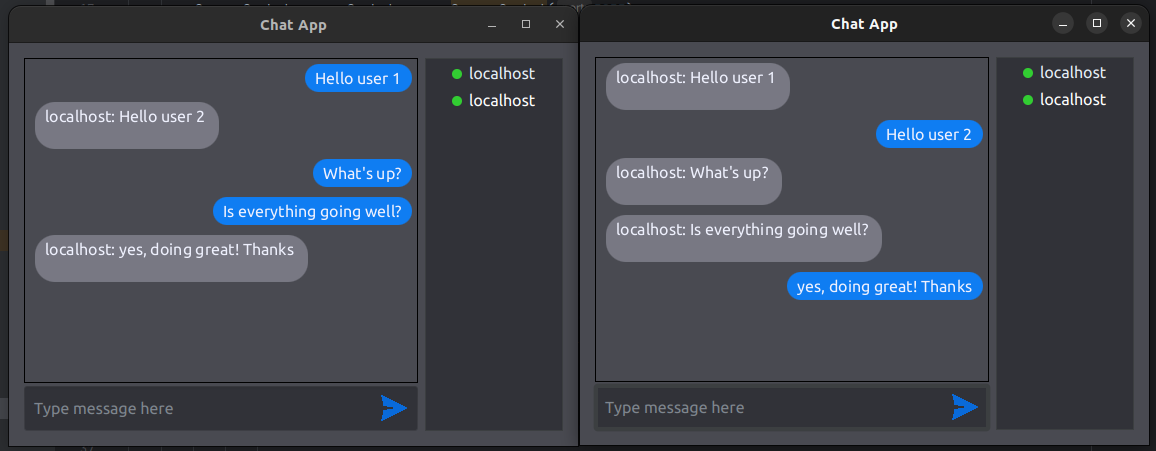 Chat App
Hello user 1
localhost: Hello user 2
What's up?
Is everything going well?
localhost: yes, doing great! Thanks
Type message here
localhost
localhost
Chat App
localhost: Hello user 1
Hello user 2
localhost: What's up?
localhost: Is everything going well?
yes, doing great! Thanks
Type message here
localhost
localhost